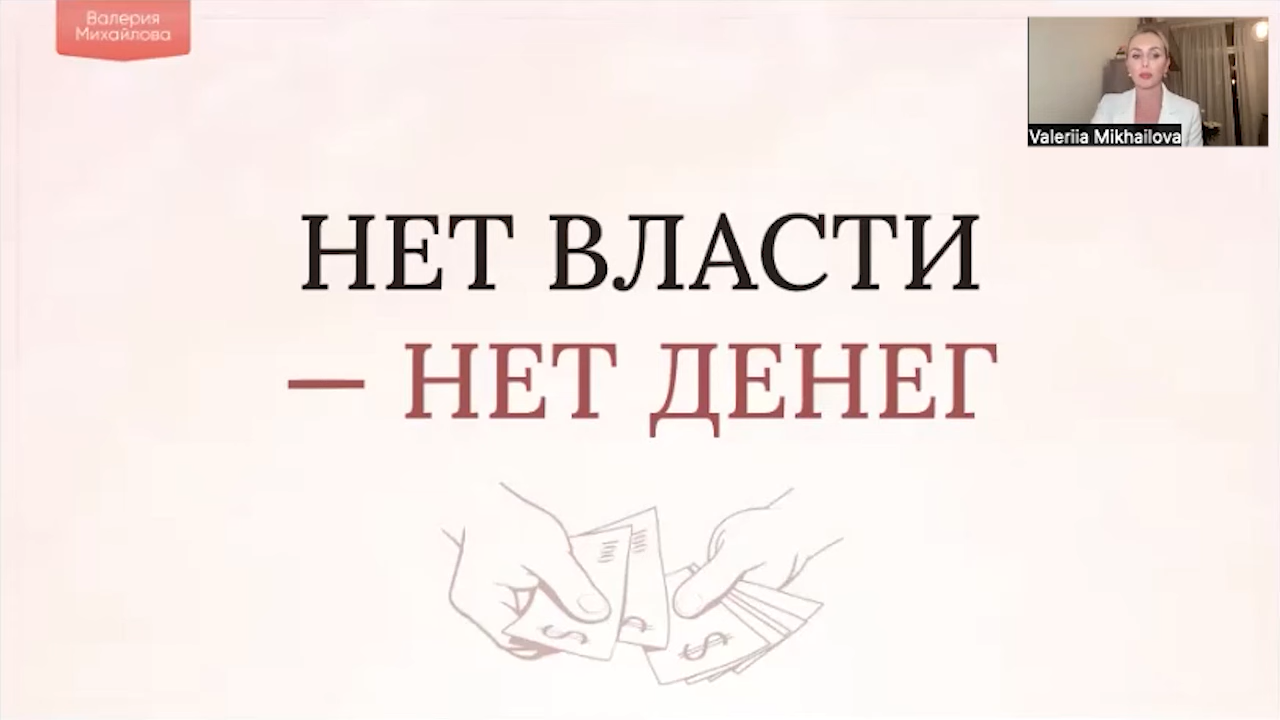 Валерия
Михайлова
Valeriia Mikhailova
НЕТ ВЛАСТИ
— НЕТ ДЕНЕГ